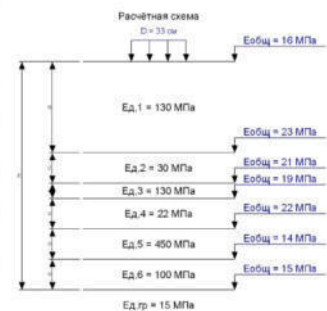 Расчётная схема
D = 33 см
Еобщ = 16 МПа
Ед.1 = 130 МПа
Еобщ = 23 МПа
Ед.2 = 30 МПа
Еобщ = 21 МПа
Еобщ = 19 МПа
Ед.3 = 130 МПа
Ед.4 = 22 МПа
Еобщ = 22 МПа
Ед.5 = 450 МПа
Еобщ = 14 МПа
Ед.6 = 100 МПа
Еобщ = 15 МПа
Ед.гр = 15 МПа